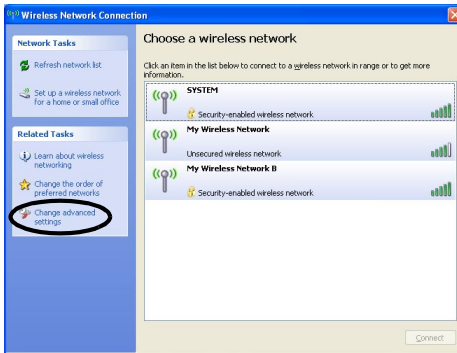 Wireless Network Connection
Network Tasks
Refresh network list
Set up a wireless network
for a home or small office
Related Tasks
Learn about wireless
networking
Change the order of
preferred networks
Change advanced
settings
Choose a wireless network
Click an item in the list below to connect to a wireless network in range or to get more
information.
SYSTEM
Security-enabled wireless network
My Wireless Network
Unsecured wireless network
My Wireless Network B
Security-enabled wireless network
Connect